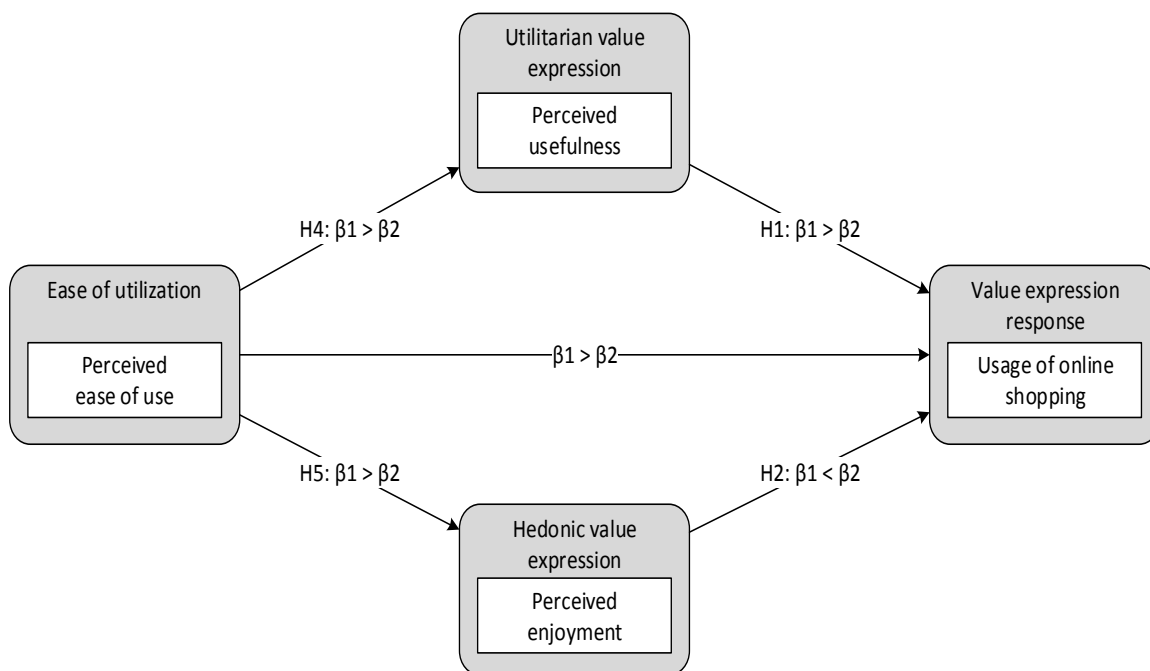 Utilitarian value
expression
Perceived
usefulness
H4: β1 > β2
H1: β1 > β2
Ease of utilization
Perceived
ease of use
β1 > β2
Value expression
response
Usage of online
shopping
H5: β1 > β2
H2: β1 < β2
Hedonic value
expression
Perceived
enjoyment